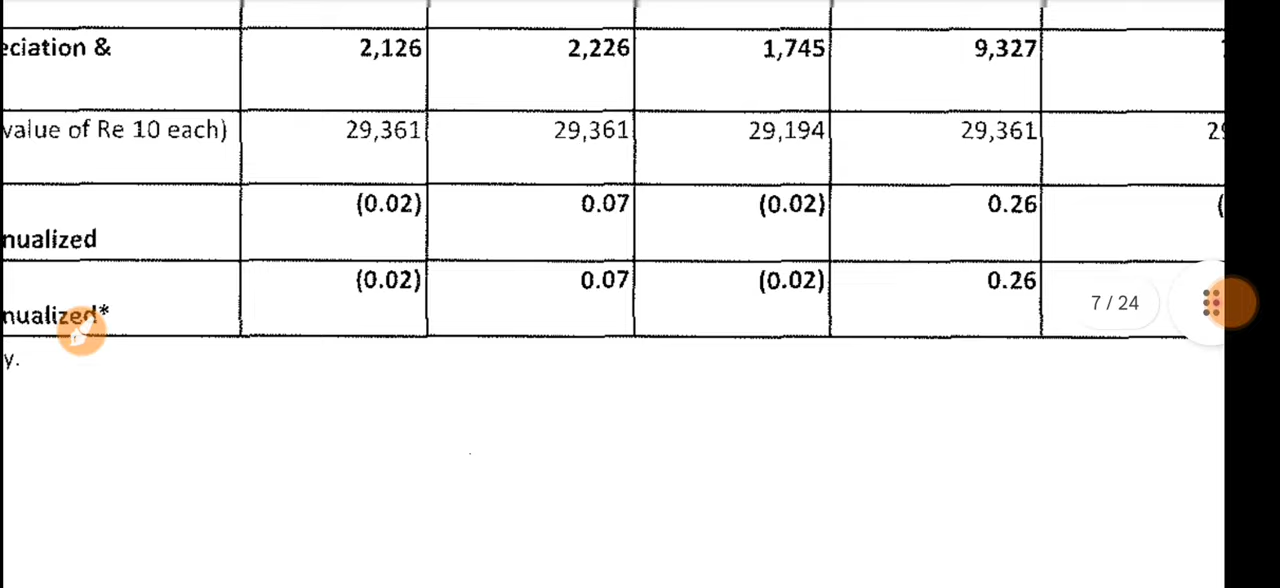 eciation & 2,126 2,226 1,745 9,327
value of Re 10 each) 29,361 29,361 29,194 29,361 29
(0.02) 0.07 (0.02) 0.26 (
nualized
(0.02) 0.07 (0.02) 0.26
7 / 24
nualized*
y.